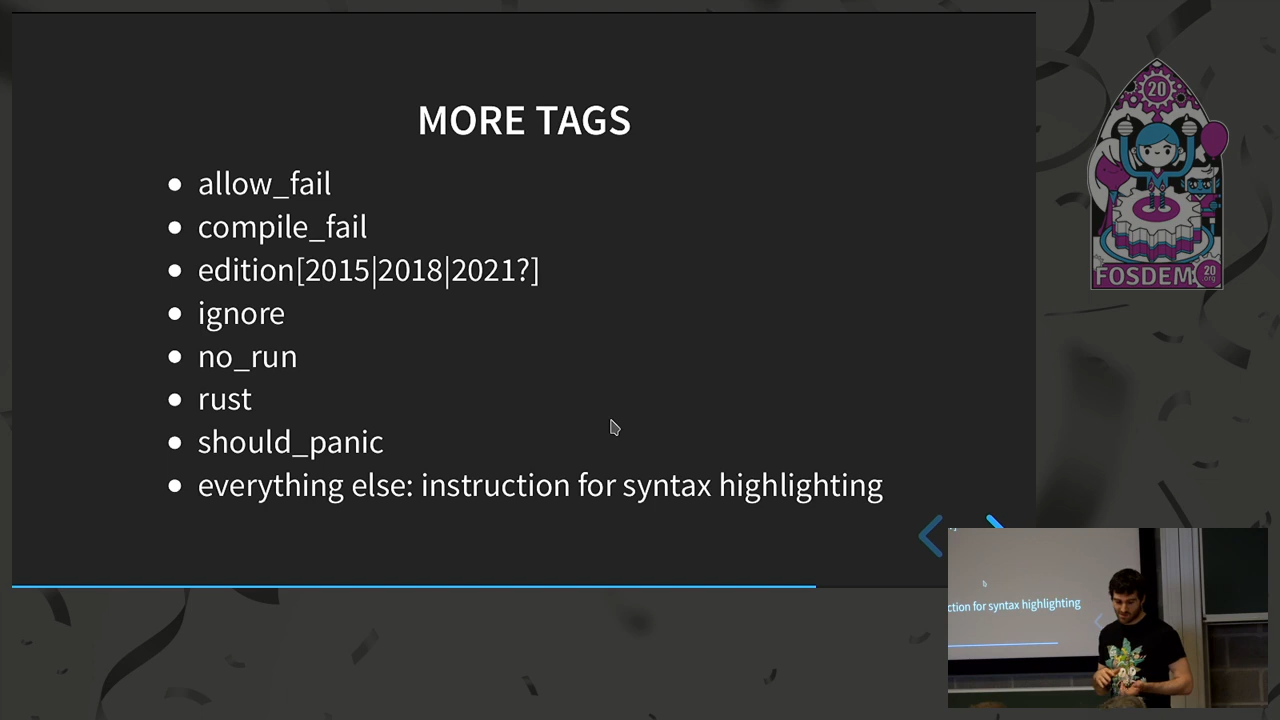 MORE TAGS
allow_fail
compile_fail
edition[2015|2018|2021?]
ignore
no_run
rust
should_panic
everything else: instruction for syntax highlighting
20
FOSDEM
20
.org
ction for syntax highlighting